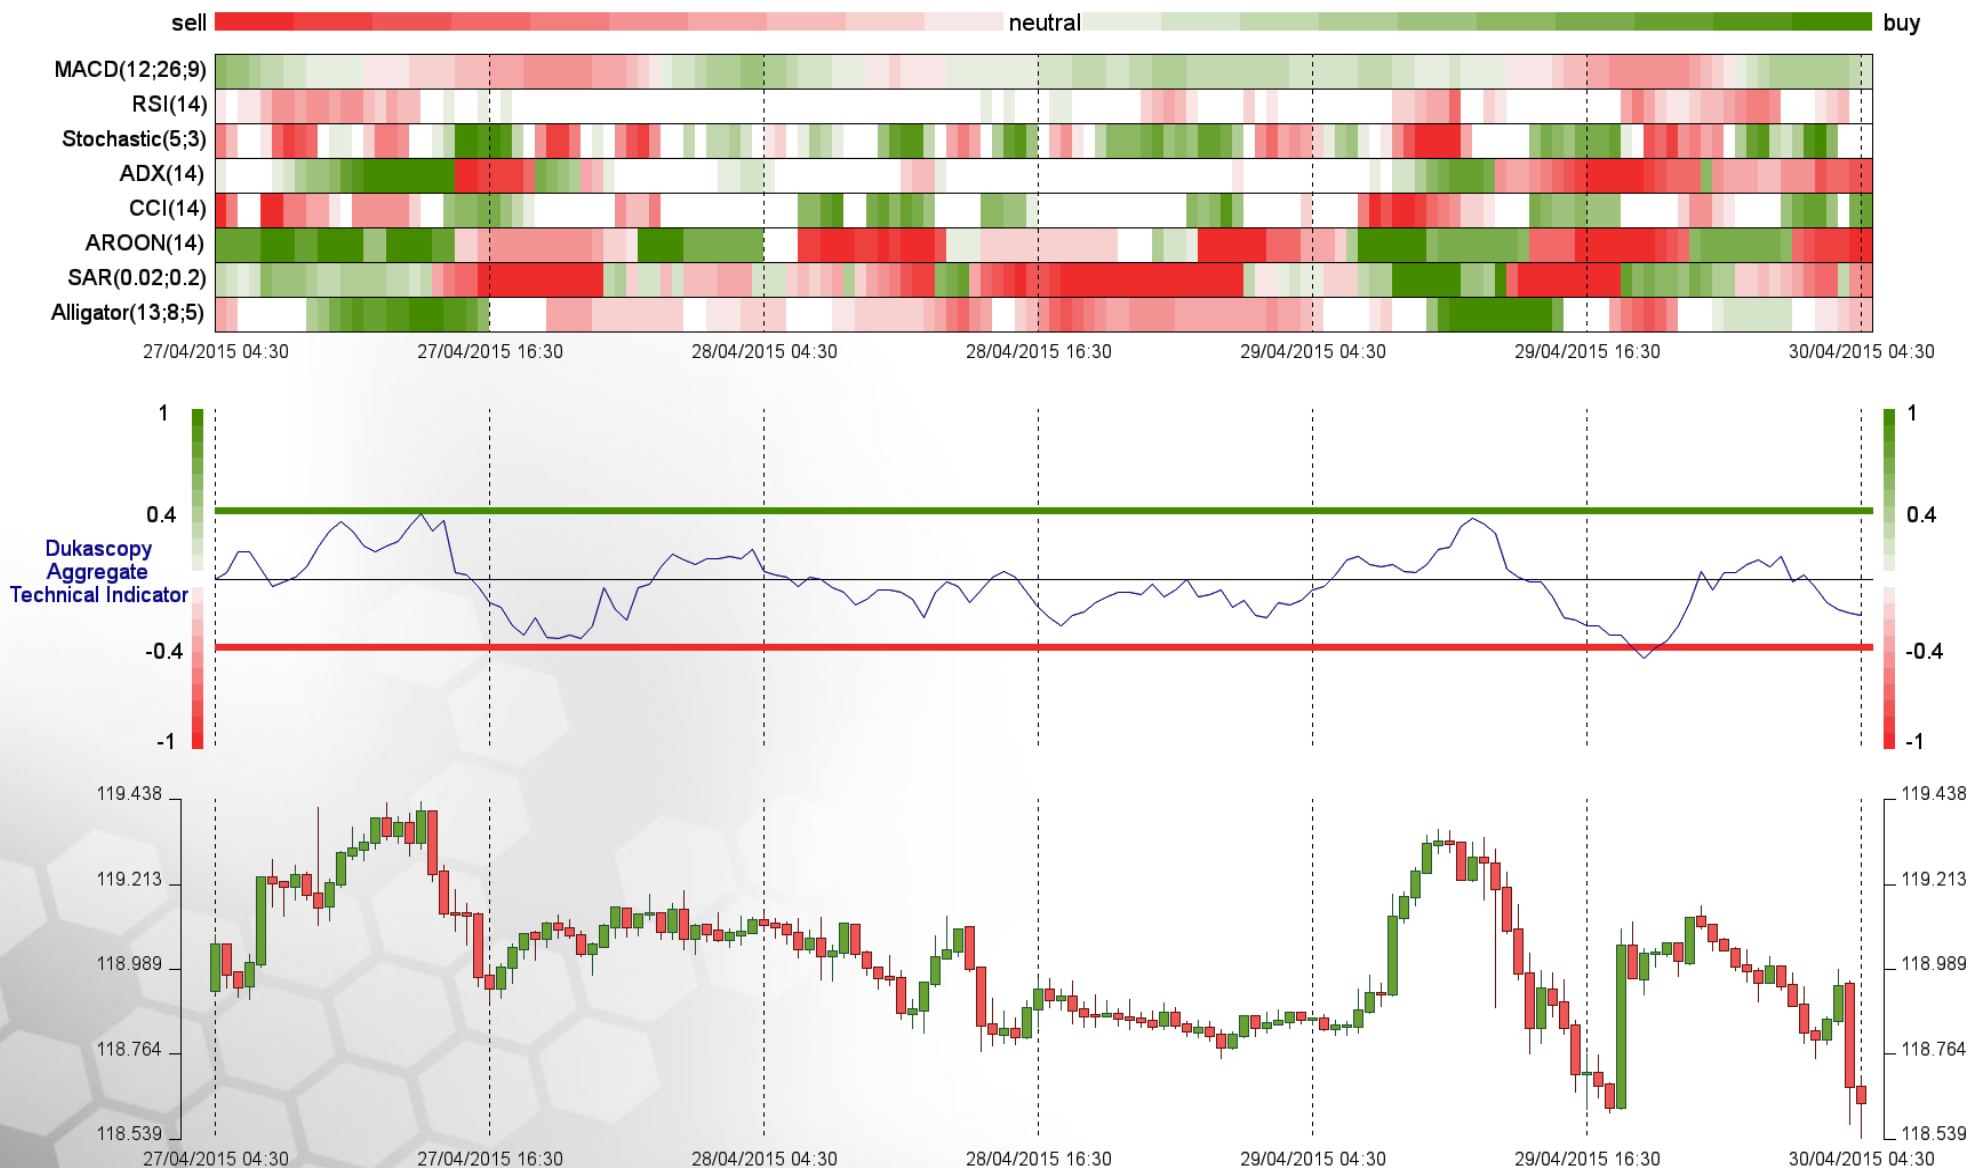 sell neutral buy
MACD(12;26;9)
RSI(14)
Stochastic(5;3)
ADX(14)
CCI(14)
AROON(14)
SAR(0.02;0.2)
Alligator(13;8;5)
27/04/2015 04:30 27/04/2015 16:30 28/04/2015 04:30 28/04/2015 16:30 29/04/2015 04:30 29/04/2015 16:30 30/04/2015 04:30
1 1
0.4 0.4
Dukascopy
Aggregate
Technical Indicator
-0.4 -0.4
-1 -1
119.438 119.438
119.213 119.213
118.989 118.989
118.764 118.764
118.539 118.539
27/04/2015 04:30 27/04/2015 16:30 28/04/2015 04:30 28/04/2015 16:30 29/04/2015 04:30 29/04/2015 16:30 30/04/2015 04:30